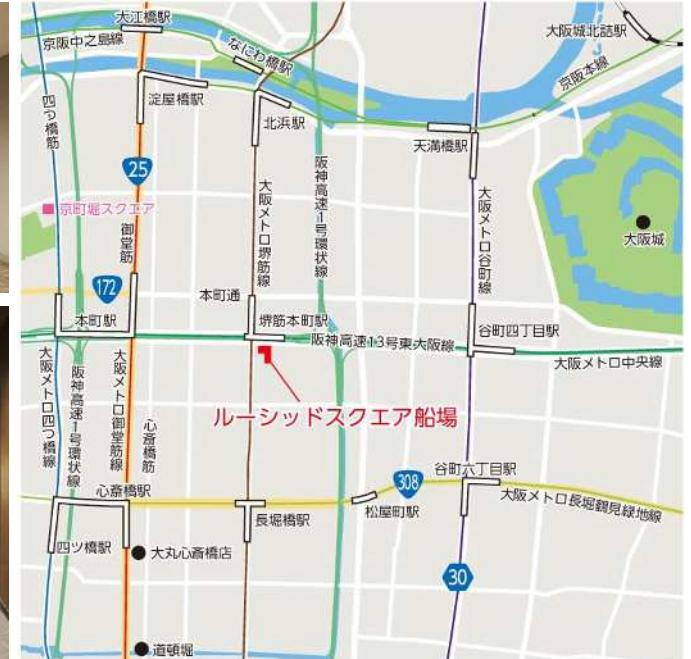 大江橋駅
大阪城北詰駅
京阪中之島線
なにわ橋駅
京阪本線
淀屋橋駅
四つ橋筋
北浜駅
天満橋駅
25
阪神高速1号環状線
大阪メトロ堺筋線
大阪メトロ谷町線
京町堀スクエア
御堂筋
大阪城
172
本町通
本町駅
堺筋本町駅
谷町四丁目駅
阪神高速13号東大阪線
大阪メトロ中央線
大阪メトロ四つ橋線
阪神高速1号環状線
大阪メトロ御堂筋線
心斎橋筋
ルーシッドスクエア船場
谷町六丁目駅
308
心斎橋駅
大阪メトロ長堀鶴見緑地線
長堀橋駅
松屋町駅
四ツ橋駅
大丸心斎橋店
30
道頓堀